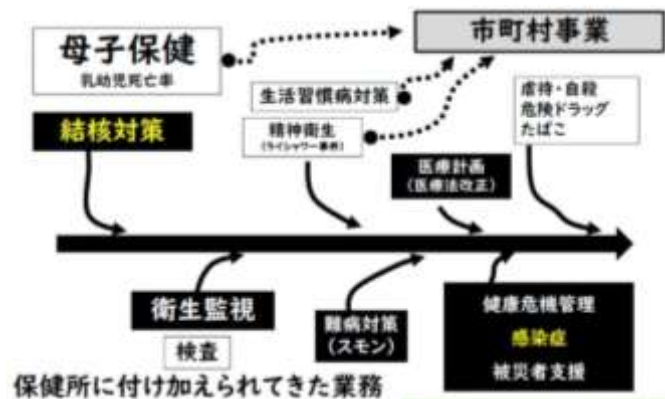 母子保健
乳幼児死亡率
市町村事業
結核対策
生活習慣病対策
精神衛生
(ライシャワー事件)
虐待・自殺
危険ドラッグ
たばこ
医療計画
(医療法改正)
衛生監視
検査
難病対策
(スモン)
健康危機管理
感染症
被災者支援
保健所に付け加えられてきた業務